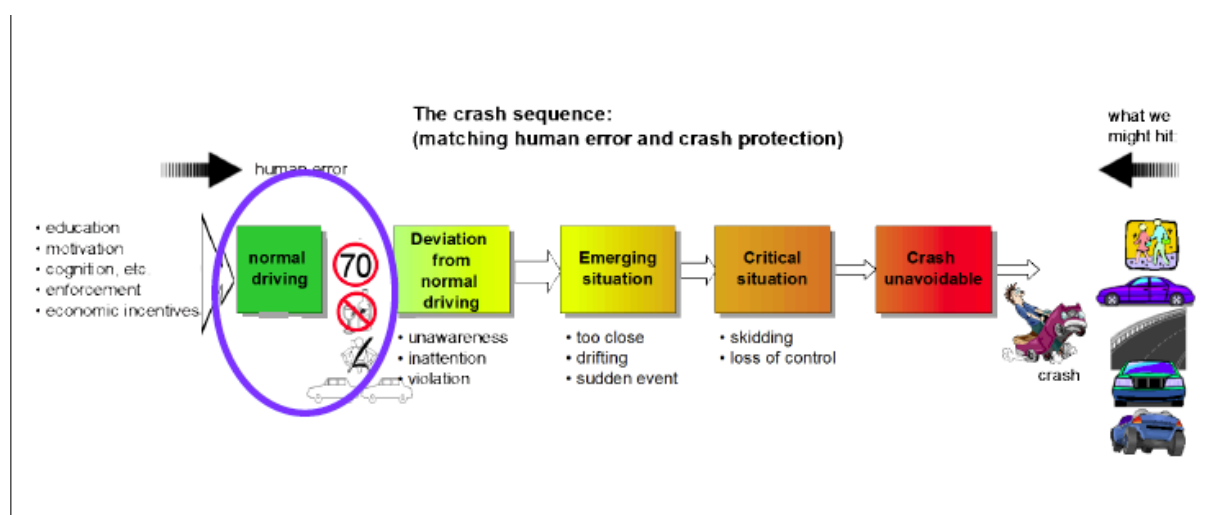 The crash sequence:
(matching human error and crash protection)
what we
might hit:
human error
• education
• motivation
• cognition, etc.
• enforcement
• economic incentives
normal
driving
70
Deviation
from
normal
driving
• unawareness
• inattention
• violation
Emerging
situation
• too close
• drifting
• sudden event
Critical
situation
• skidding
• loss of control
Crash
unavoidable
crash